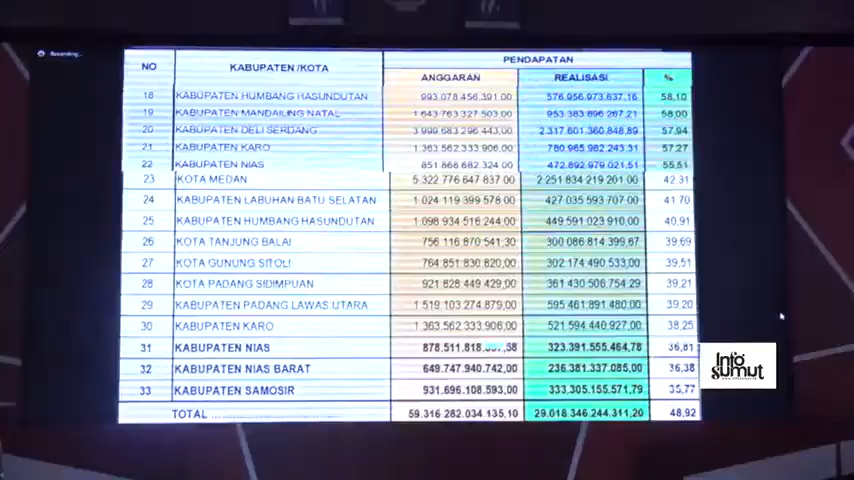 Recording...
PENDAPATAN
NO KABUPATEN /KOTA ANGGARAN REALISASI %
18 KABUPATEN HUMBANG HASUNDUTAN 993.078.456.391.00 576.956.973.637,16 58,10
19 KABUPATEN MANDAILING NATAL 1.643.763.327.503,00 953.383.896.267,21 58,00
20 KABUPATEN DELI SERDANG 3.999.683.296.443,00 2.317.601.360.848,89 57,94
21 KABUPATEN KARO 1.363.562.333.906,00 780.965.982.243,31 57,27
22 KABUPATEN NIAS 851.866.682.324,00 472.892.979.021,51 55,51
23 KOTA MEDAN 5.322.776.647.837,00 2.251.834.219.201,00 42,31
24 KABUPATEN LABUHAN BATU SELATAN 1.024.119.399.578,00 427.035.593.707,00 41,70
25 KABUPATEN HUMBANG HASUNDUTAN 1.098.934.516.244,00 449.591.023.910,00 40,91
26 KOTA TANJUNG BALAI 756.116.870.541,30 300.086.814.399,67 39,69
27 KOTA GUNUNG SITOLI 764.851.830.820,00 302.174.490.533,00 39,51
28 KOTA PADANG SIDIMPUAN 921.828.449.429,00 361.430.506.754,29 39,21
29 KABUPATEN PADANG LAWAS UTARA 1.519.103.274.879,00 595.461.891.480,00 39,20
30 KABUPATEN KARO 1.363.562.333.906,00 521.594.440.927,00 38,25
31 KABUPATEN NIAS 323.391.555.464,78 36,81
32 KABUPATEN NIAS BARAT 649.747.940.742,00 236.381.337.085,00 36,38
33 KABUPATEN SAMOSIR 931.696.108.593,00 333.305.155.571,79 35,77
TOTAL 59.316.282.034.135,10 29.018.346.244.311,20 48,92
Info
sumut